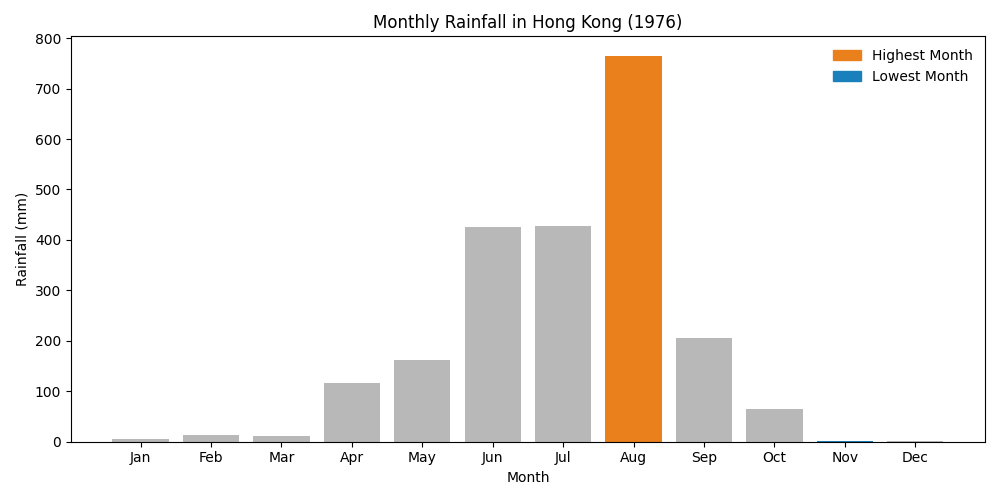 Monthly Rainfall in Hong Kong (1976)
Highest Month
Lowest Month
Rainfall (mm)
800
700
600
500
400
300
200
100
0
Jan Feb Mar Apr May Jun Jul Aug Sep Oct Nov Dec
Month